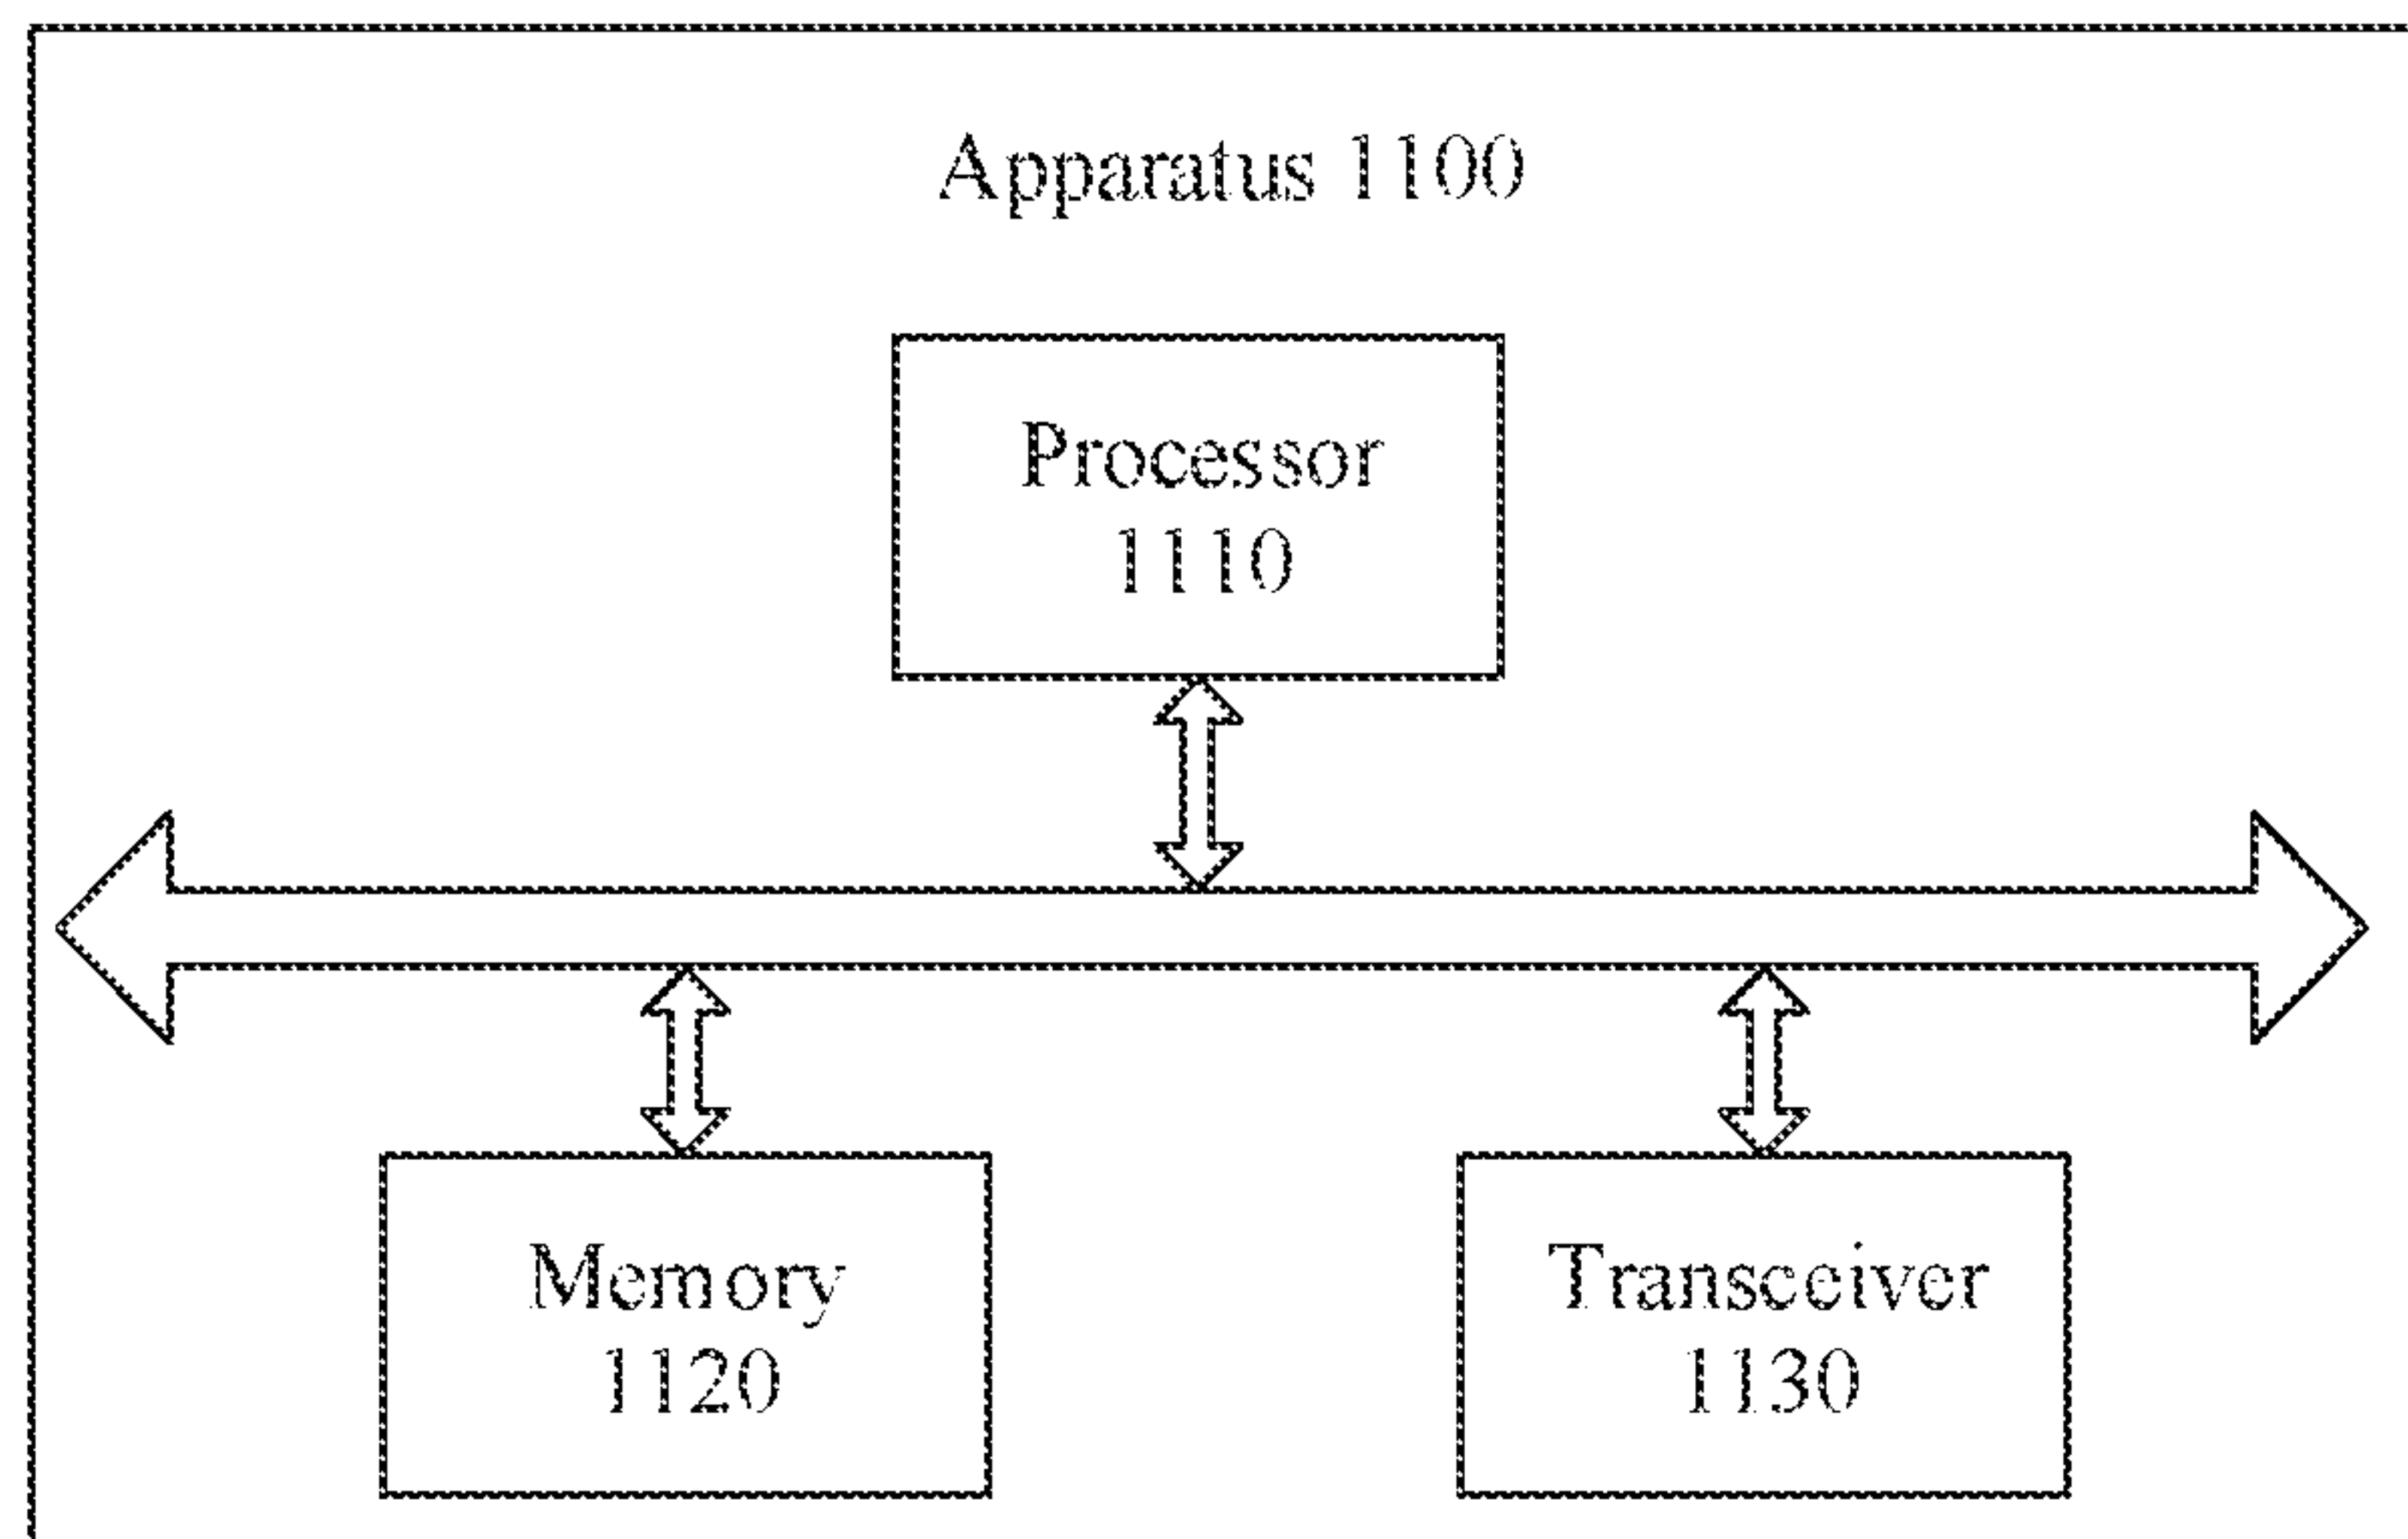 Apparatus 1100
Processor
1110
Memory
1120
Transceiver
1130